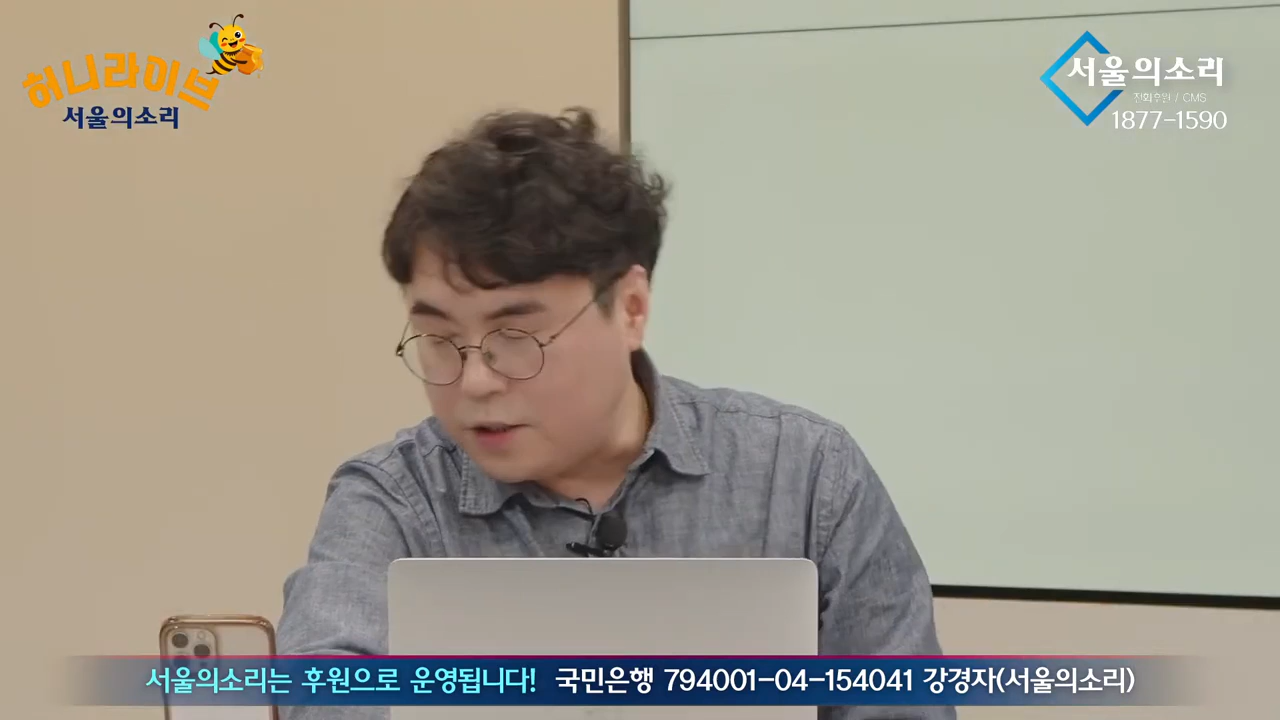 허니라이브
서울의소리
서울의소리
전화후원 / CMS
1877-1590
서울의소리는 후원으로 운영됩니다! 국민은행 794001-04-154041 강경자(서울의소리)